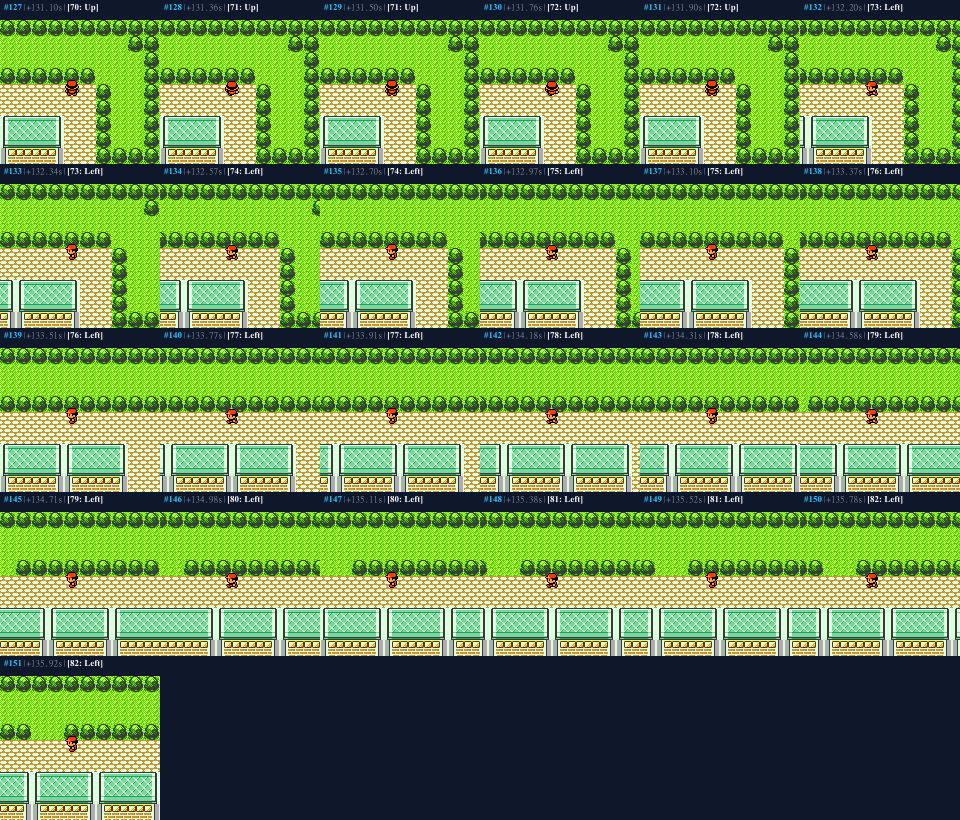 #127|+131.10s|[70: Up]
#128|+131.36s|[71: Up]
#129|+131.50s|[71: Up]
#130|+131.76s|[72: Up]
#131|+131.90s|[72: Up]
#132|+132.20s|[73: Left]
#133|+132.34s|[73: Left]
#134|+132.57s|[74: Left]
#135|+132.70s|[74: Left]
#136|+132.97s|[75: Left]
#137|+133.10s|[75: Left]
#138|+133.37s|[76: Left]
#139|+133.51s|[76: Left]
#140|+133.77s|[77: Left]
#141|+133.91s|[77: Left]
#142|+134.18s|[78: Left]
#143|+134.31s|[78: Left]
#144|+134.58s|[79: Left]
#145|+134.71s|[79: Left]
#146|+134.98s|[80: Left]
#147|+135.11s|[80: Left]
#148|+135.38s|[81: Left]
#149|+135.52s|[81: Left]
#150|+135.78s|[82: Left]
#151|+135.92s|[82: Left]